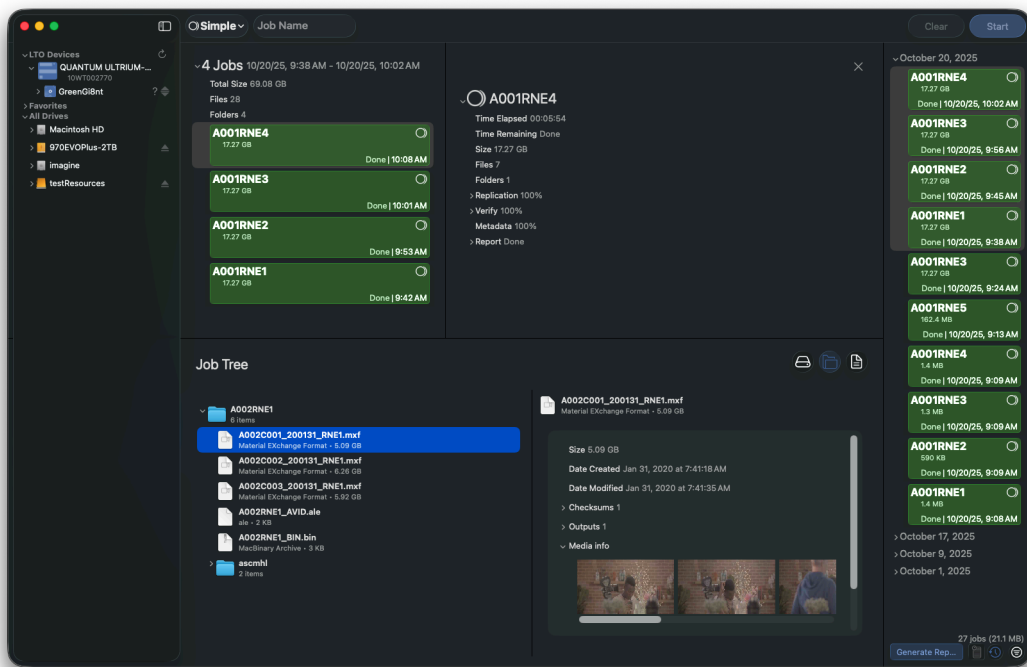 Simple
Job Name
Clear
Start
LTO Devices
QUANTUM ULTRIUM-...
10WT002770
GreenGi8nt
?
Favorites
All Drives
Macintosh HD
970EVOPlus-2TB
imagine
testResources
4 Jobs 10/20/25, 9:38 AM - 10/20/25, 10:02 AM
Total Size 69.08 GB
Files 28
Folders 4
A001RNE4
17.27 GB
Done | 10:08 AM
A001RNE3
17.27 GB
Done | 10:01 AM
A001RNE2
17.27 GB
Done | 9:53 AM
A001RNE1
17.27 GB
Done | 9:42 AM
A001RNE4
Time Elapsed 00:05:54
Time Remaining Done
Size 17.27 GB
Files 7
Folders 1
Replication 100%
Verify 100%
Metadata 100%
Report Done
Job Tree
A002RNE1
6 items
A002C001_200131_RNE1.mxf
Material EXchange Format • 5.09 GB
A002C002_200131_RNE1.mxf
Material EXchange Format • 6.26 GB
A002C003_200131_RNE1.mxf
Material EXchange Format • 5.92 GB
A002RNE1_AVID.ale
ale • 2 KB
A002RNE1_BIN.bin
MacBinary Archive • 3 KB
ascmhl
2 items
A002C001_200131_RNE1.mxf
Material EXchange Format • 5.09 GB
Size 5.09 GB
Date Created Jan 31, 2020 at 7:41:18 AM
Date Modified Jan 31, 2020 at 7:41:35 AM
Checksums 1
Outputs 1
Media info
October 20, 2025
A001RNE4
17.27 GB
Done | 10/20/25, 10:02 AM
A001RNE3
17.27 GB
Done | 10/20/25, 9:56 AM
A001RNE2
17.27 GB
Done | 10/20/25, 9:45 AM
A001RNE1
17.27 GB
Done | 10/20/25, 9:38 AM
A001RNE3
17.27 GB
Done | 10/20/25, 9:24 AM
A001RNE5
162.4 MB
Done | 10/20/25, 9:13 AM
A001RNE4
1.4 MB
Done | 10/20/25, 9:09 AM
A001RNE3
1.3 MB
Done | 10/20/25, 9:09 AM
A001RNE2
590 KB
Done | 10/20/25, 9:09 AM
A001RNE1
1.4 MB
Done | 10/20/25, 9:08 AM
October 17, 2025
October 9, 2025
October 1, 2025
27 jobs (21.1 MB)
Generate Rep...